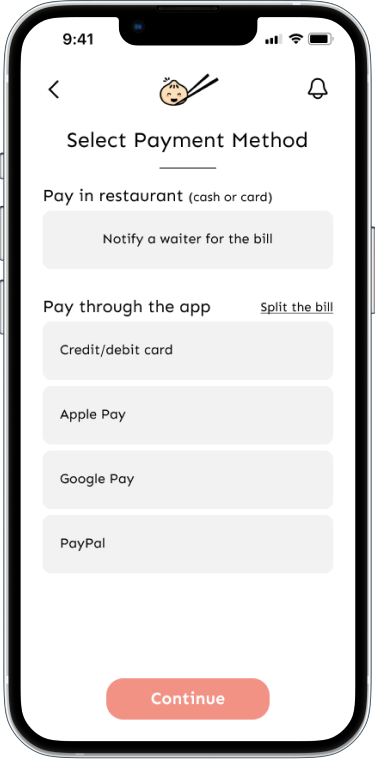 9:41
Select Payment Method
Pay in restaurant (cash or card)
Notify a waiter for the bill
Pay through the app Split the bill
Credit/debit card
Apple Pay
Google Pay
PayPal
Continue